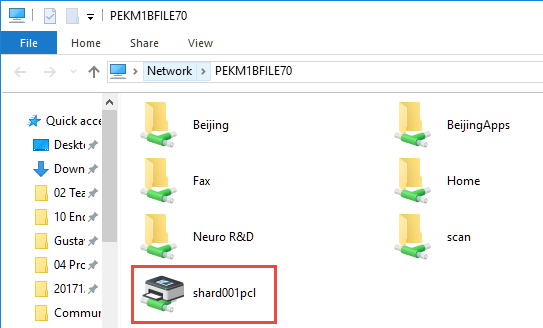 PEKM1BFILE70
File Home Share View
Network PEKM1BFILE70
Quick acce
Deskto
Down
02 Tea
10 Enc
Gusta
04 Pro
20171
Commu
Beijing BeijingApps
Fax Home
Neuro R&D scan
shard001pcl